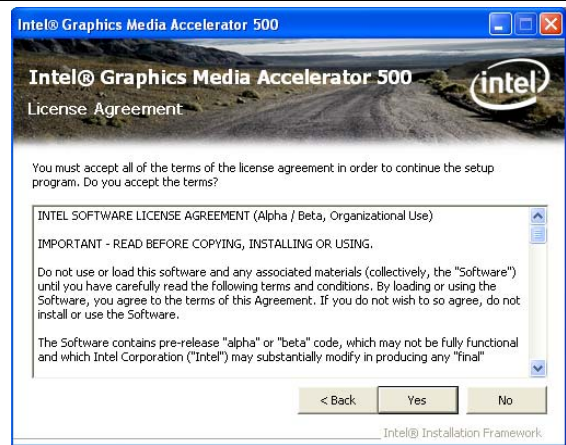 Intel® Graphics Media Accelerator 500
Intel® Graphics Media Accelerator 500
License Agreement
intel
You must accept all of the terms of the license agreement in order to continue the setup
program. Do you accept the terms?
INTEL SOFTWARE LICENSE AGREEMENT (Alpha / Beta, Organizational Use)
IMPORTANT - READ BEFORE COPYING, INSTALLING OR USING.
Do not use or load this software and any associated materials (collectively, the "Software")
until you have carefully read the following terms and conditions. By loading or using the
Software, you agree to the terms of this Agreement. If you do not wish to so agree, do not
install or use the Software.
The Software contains pre-release "alpha" or "beta" code, which may not be fully functional
and which Intel Corporation ("Intel") may substantially modify in producing any "final"
< Back
Yes
No
Intel® Installation Framework